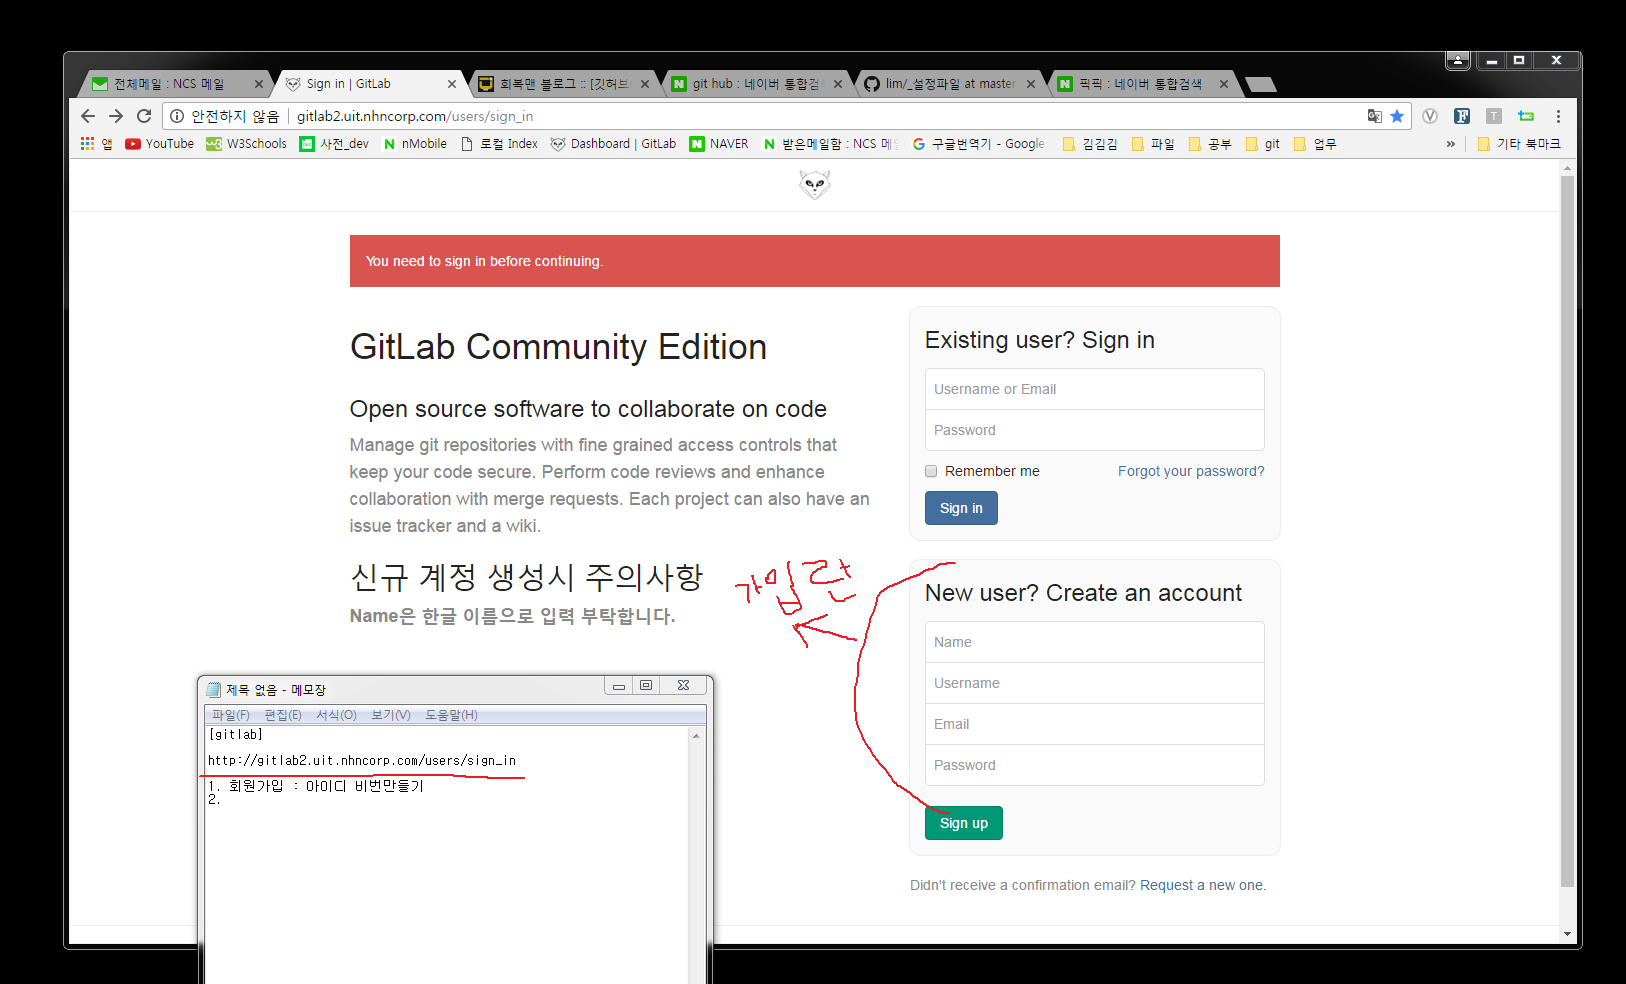 전체메일 : NCS 메일
Sign in | GitLab
회복맨 블로그 :: [깃허브
git hub : 네이버 통합검색
lim/_설정파일 at master
픽픽 : 네이버 통합검색
안전하지 않음 | gitlab2.uit.nhncorp.com/users/sign_in
앱 YouTube W3Schools 사전_dev nMobile 로컬 Index Dashboard | GitLab NAVER 받은메일함 : NCS 메일 구글번역기 - Google 김김김 파일 공부 git 업무 » 기타 북마크
You need to sign in before continuing.
GitLab Community Edition
Open source software to collaborate on code
Manage git repositories with fine grained access controls that
keep your code secure. Perform code reviews and enhance
collaboration with merge requests. Each project can also have an
issue tracker and a wiki.
신규 계정 생성시 주의사항
Name은 한글 이름으로 입력 부탁합니다.
가입란
Existing user? Sign in
Username or Email
Password
Remember me
Forgot your password?
Sign in
New user? Create an account
Name
Username
Email
Password
Sign up
Didn't receive a confirmation email? Request a new one.
제목 없음 - 메모장
파일(F) 편집(E) 서식(O) 보기(V) 도움말(H)
[gitlab]
http://gitlab2.uit.nhncorp.com/users/sign_in
1. 회원가입 : 아이디 비번만들기
2.